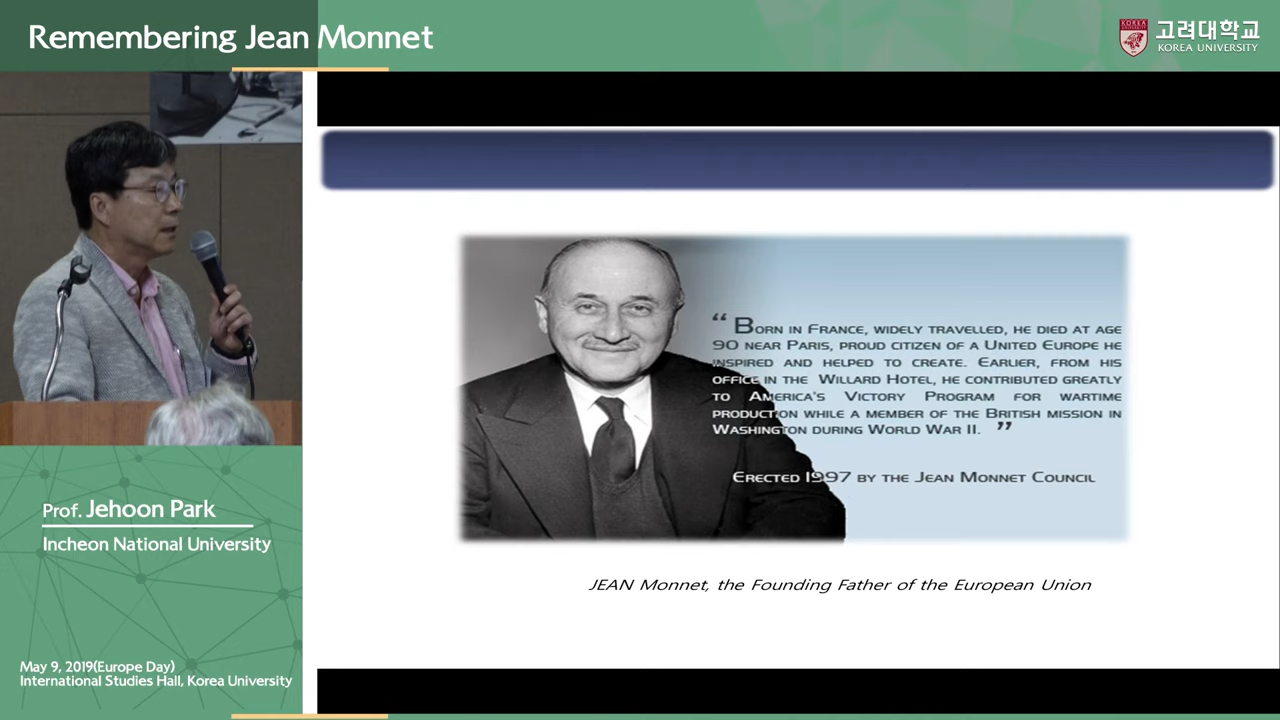 Remembering Jean Monnet
KOREA
UNIVERSITY
고려대학교
KOREA UNIVERSITY
“ BORN IN FRANCE, WIDELY TRAVELLED, HE DIED AT AGE
90 NEAR PARIS, PROUD CITIZEN OF A UNITED EUROPE HE
INSPIRED AND HELPED TO CREATE. EARLIER, FROM HIS
OFFICE IN THE WILLARD HOTEL, HE CONTRIBUTED GREATLY
TO AMERICA'S VICTORY PROGRAM FOR WARTIME
PRODUCTION WHILE A MEMBER OF THE BRITISH MISSION IN
WASHINGTON DURING WORLD WAR II. ”
ERECTED 1997 BY THE JEAN MONNET COUNCIL
JEAN Monnet, the Founding Father of the European Union
Prof. Jehoon Park
Incheon National University
May 9, 2019(Europe Day)
International Studies Hall, Korea University